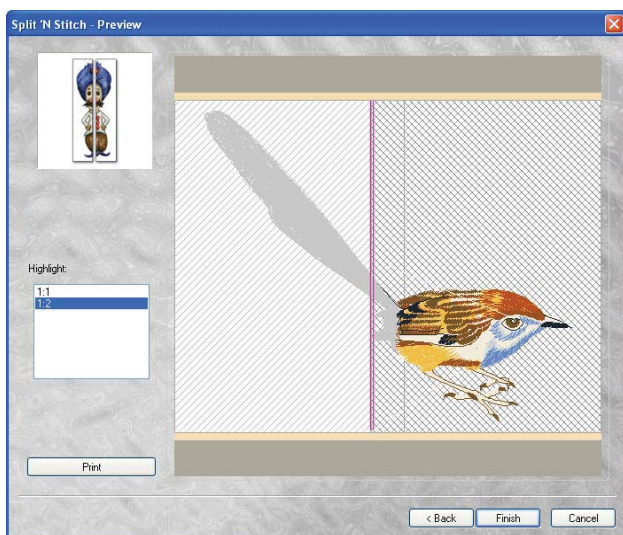 Split 'N Stitch - Preview
Highlight:
1:1
1:2
Print
< Back
Finish
Cancel